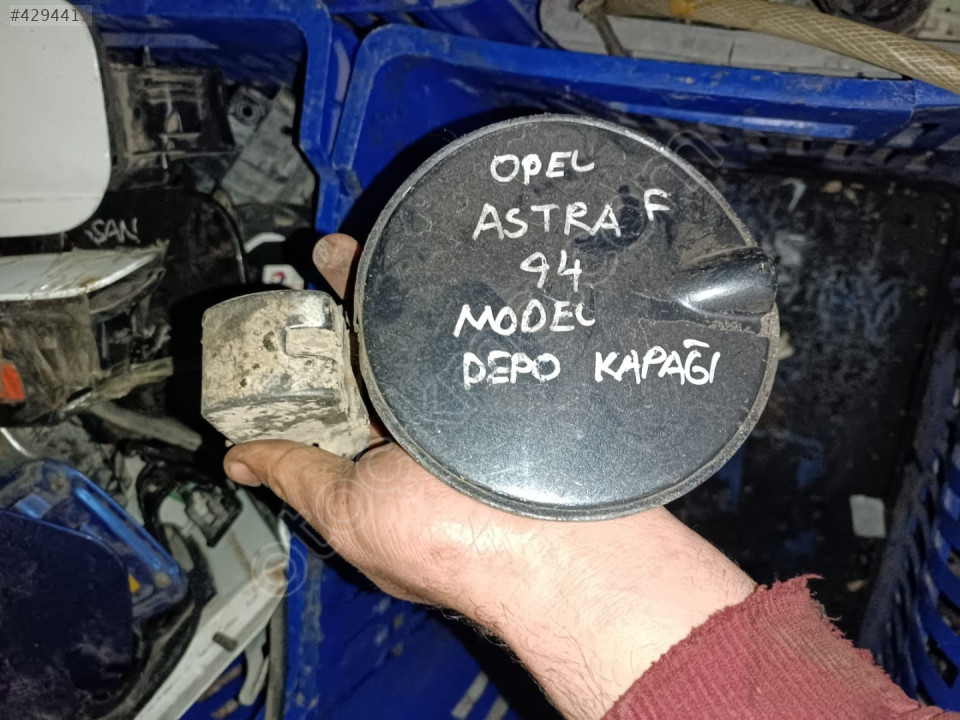 #429441
OPEL
ASTRA F
94
MODEL
DEPO KAPAĞI
SAN